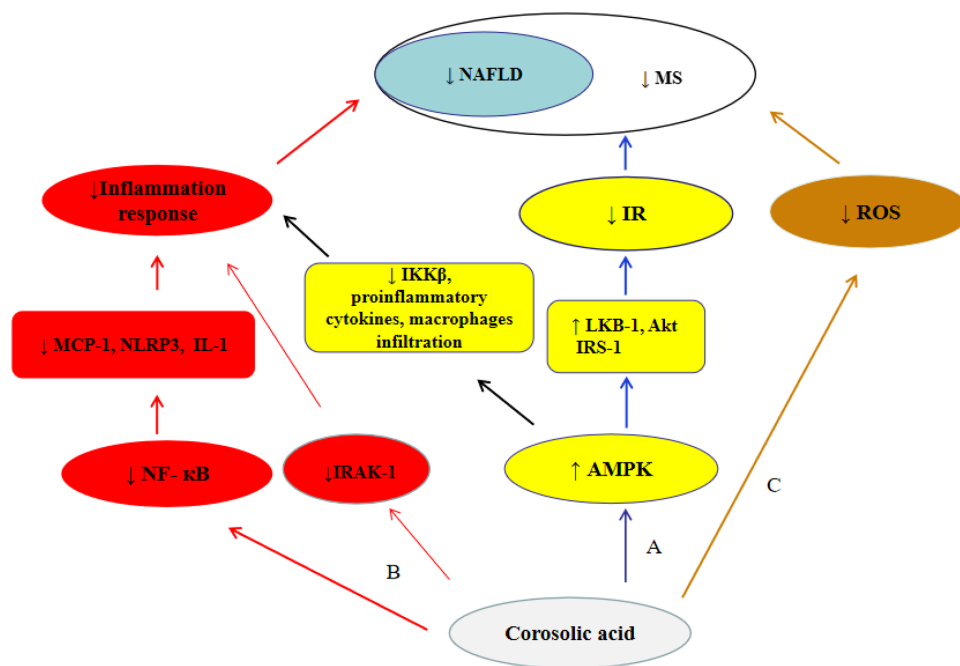 ↓ NAFLD
↓ MS
↓Inflammation
response
↓ IR
↓ ROS
↓ IKKβ,
proinflammatory
cytokines, macrophages
infiltration
↑ LKB-1, Akt
IRS-1
↓ MCP-1, NLRP3, IL-1
↓ NF- κB
↓IRAK-1
↑ AMPK
C
A
B
Corosolic acid